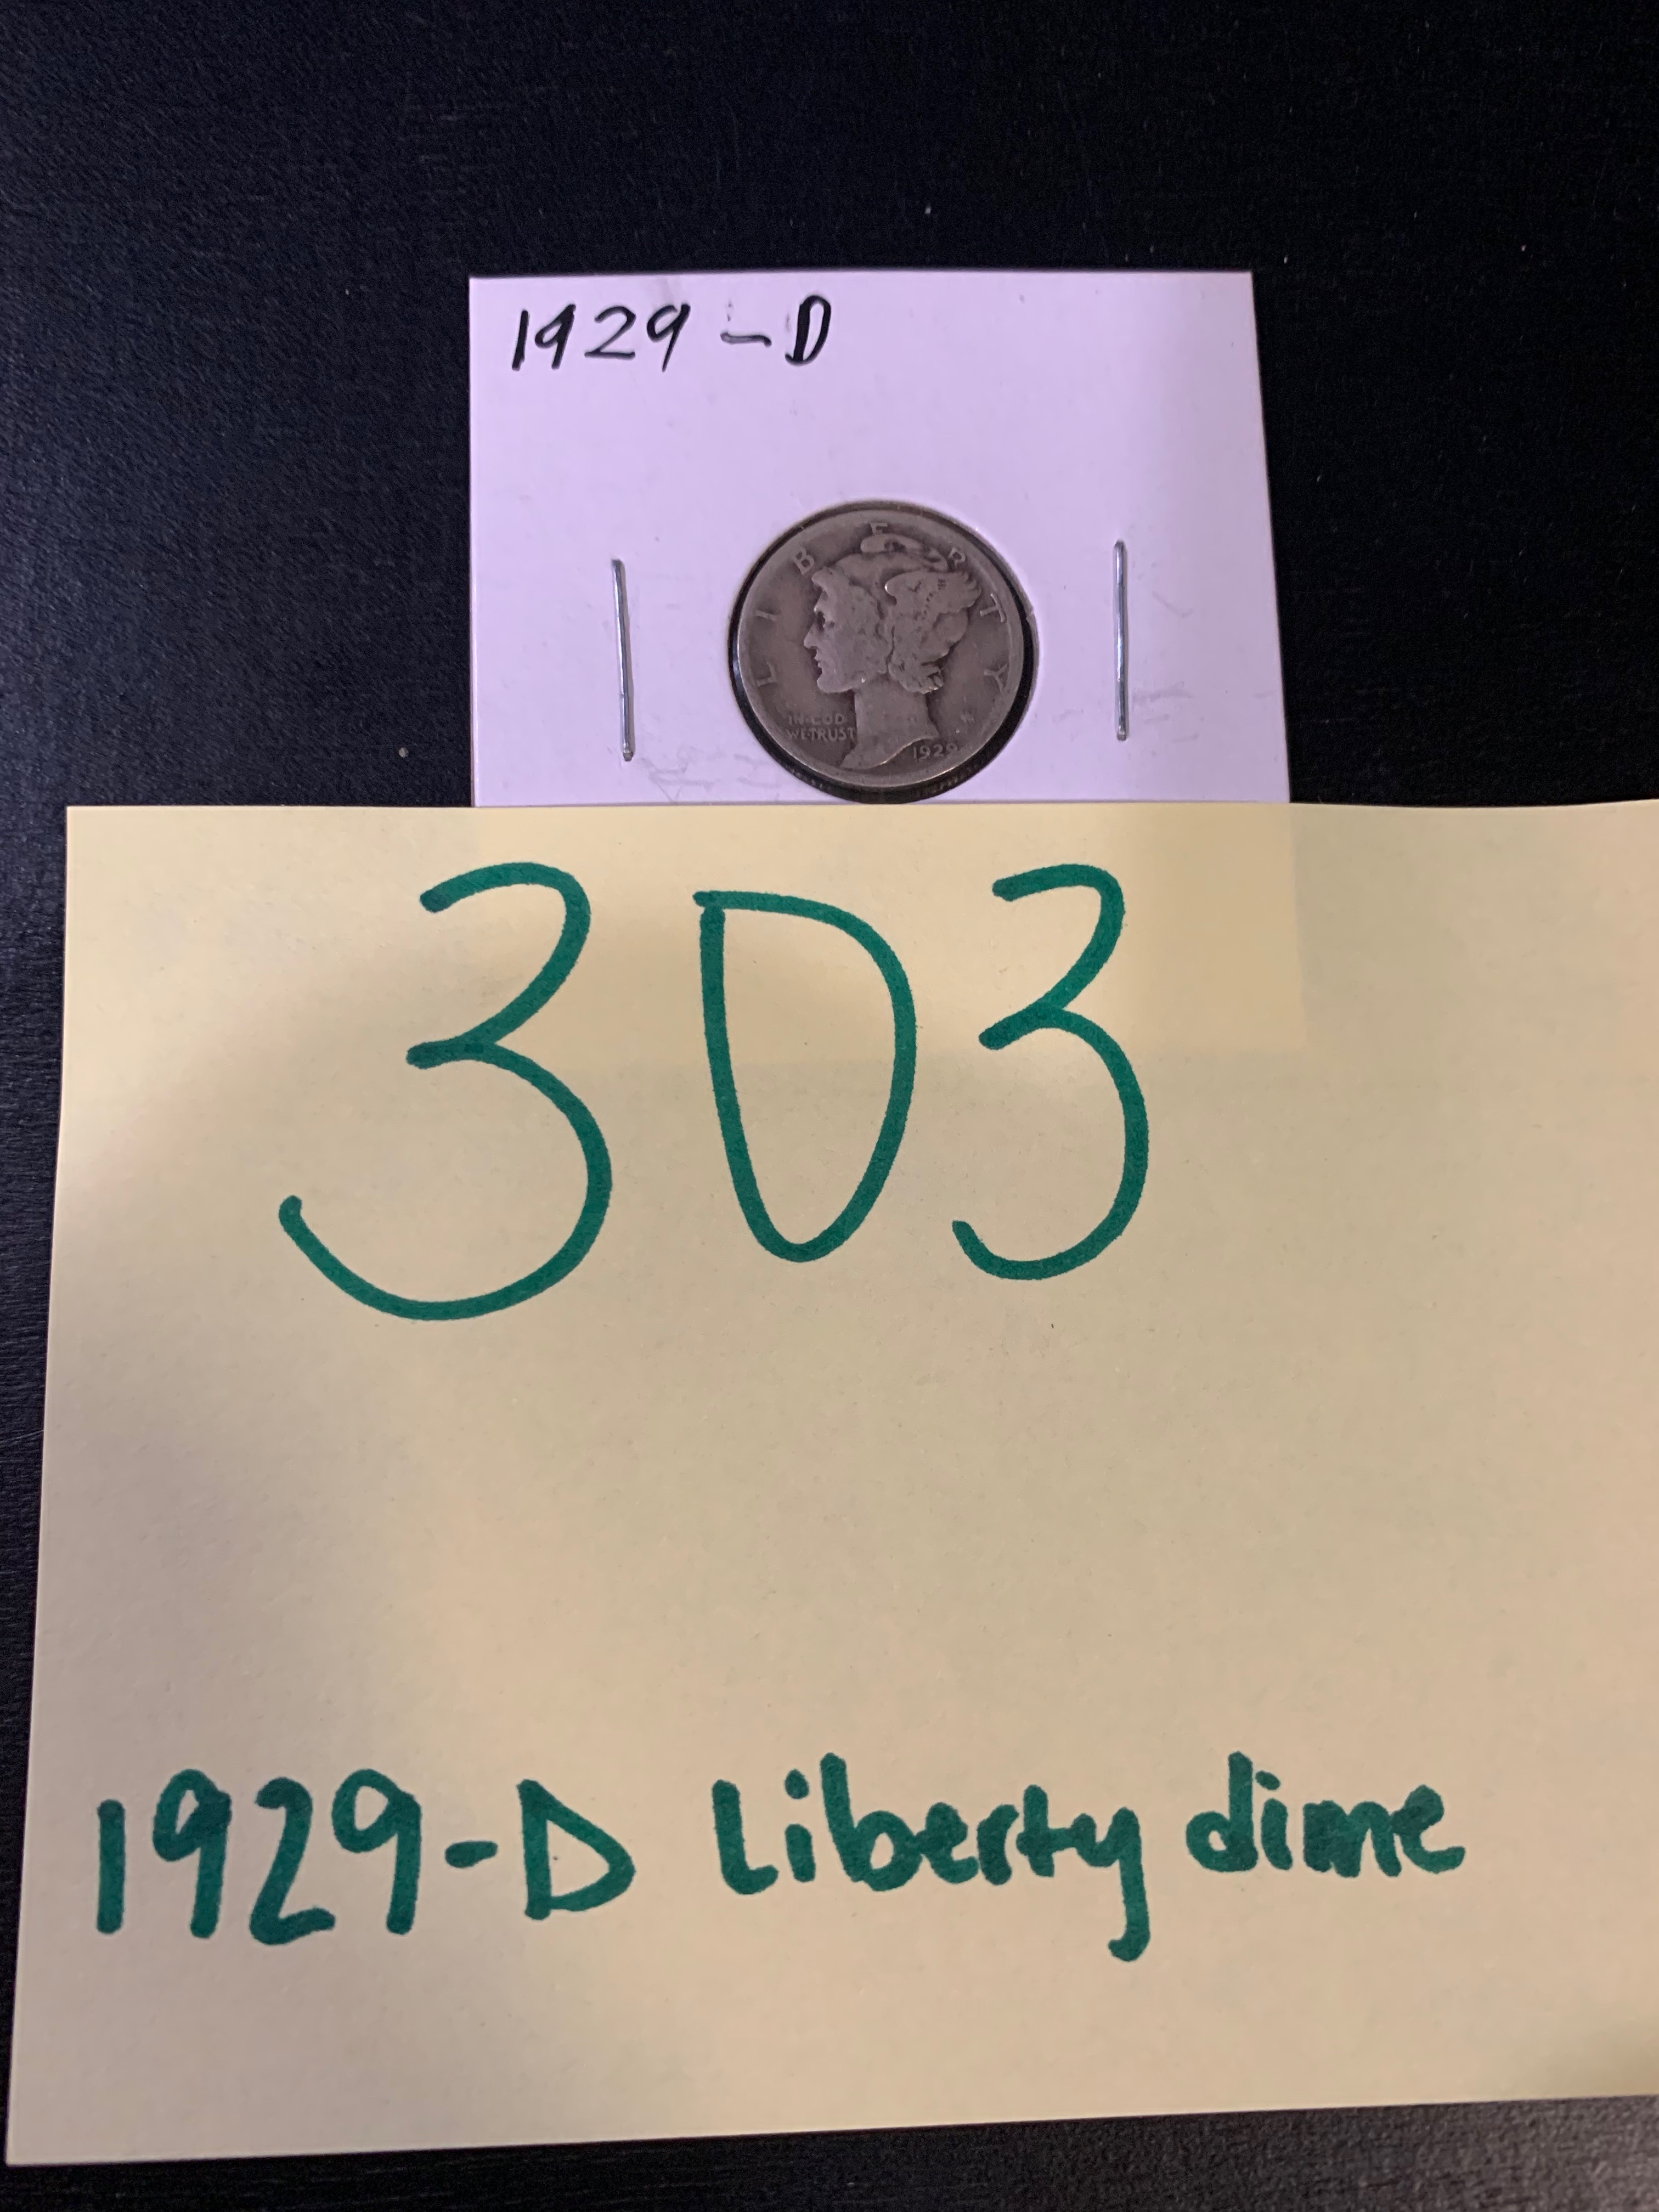 1929-D
LIBERTY
IN GOD
WE TRUST
1929
303
1929-D Liberty dime